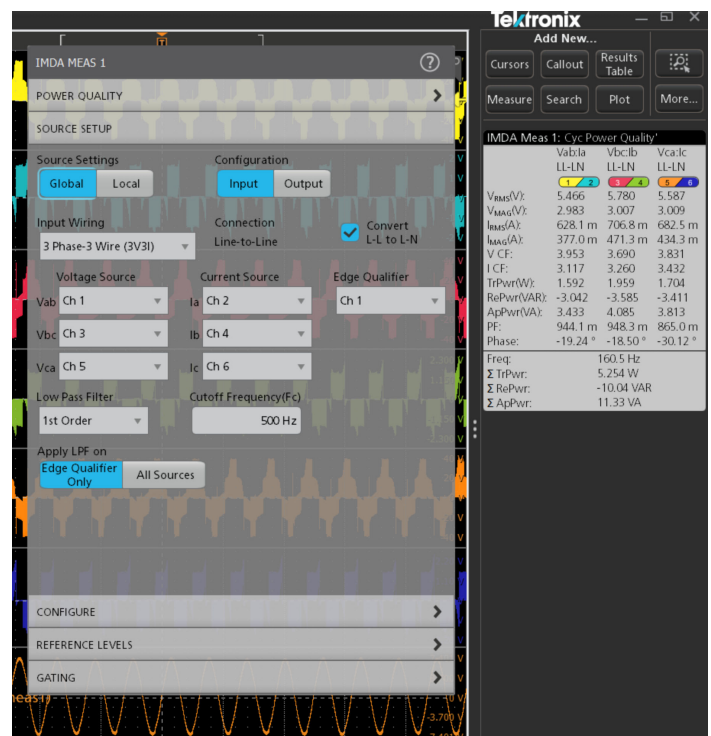 Tektronix
Add New...
Cursors
Callout
Results Table
Measure
Search
Plot
More...
IMDA MEAS 1
POWER QUALITY
SOURCE SETUP
Source Settings
Configuration
Global
Local
Input
Output
Input Wiring
Connection
Convert L-L to L-N
3 Phase-3 Wire (3V3I)
Line-to-Line
Voltage Source
Current Source
Edge Qualifier
Vab Ch 1
Ia Ch 2
Ch 1
Vbc Ch 3
Ib Ch 4
Vca Ch 5
Ic Ch 6
Low Pass Filter
Cutoff Frequency(Fc)
1st Order
500 Hz
Apply LPF on
Edge Qualifier Only
All Sources
CONFIGURE
REFERENCE LEVELS
GATING
IMDA Meas 1: Cyc Power Quality'
Vab:Ia Vbc:Ib Vca:Ic
LL-LN LL-LN LL-LN
1 2 3 4 5 6
VRMS(V): 5.466 5.780 5.587
VMAG(V): 2.983 3.007 3.009
IRMS(A): 628.1 m 706.8 m 682.5 m
IMAG(A): 377.0 m 471.3 m 434.3 m
V CF: 3.953 3.690 3.831
I CF: 3.117 3.260 3.432
TrPwr(W): 1.592 1.959 1.704
RePwr(VAR): -3.042 -3.585 -3.411
ApPwr(VA): 3.433 4.085 3.813
PF: 944.1 m 948.3 m 865.0 m
Phase: -19.24 ° -18.50 ° -30.12 °
Freq: 160.5 Hz
Σ TrPwr: 5.254 W
Σ RePwr: -10.04 VAR
Σ ApPwr: 11.33 VA
-3.700 V